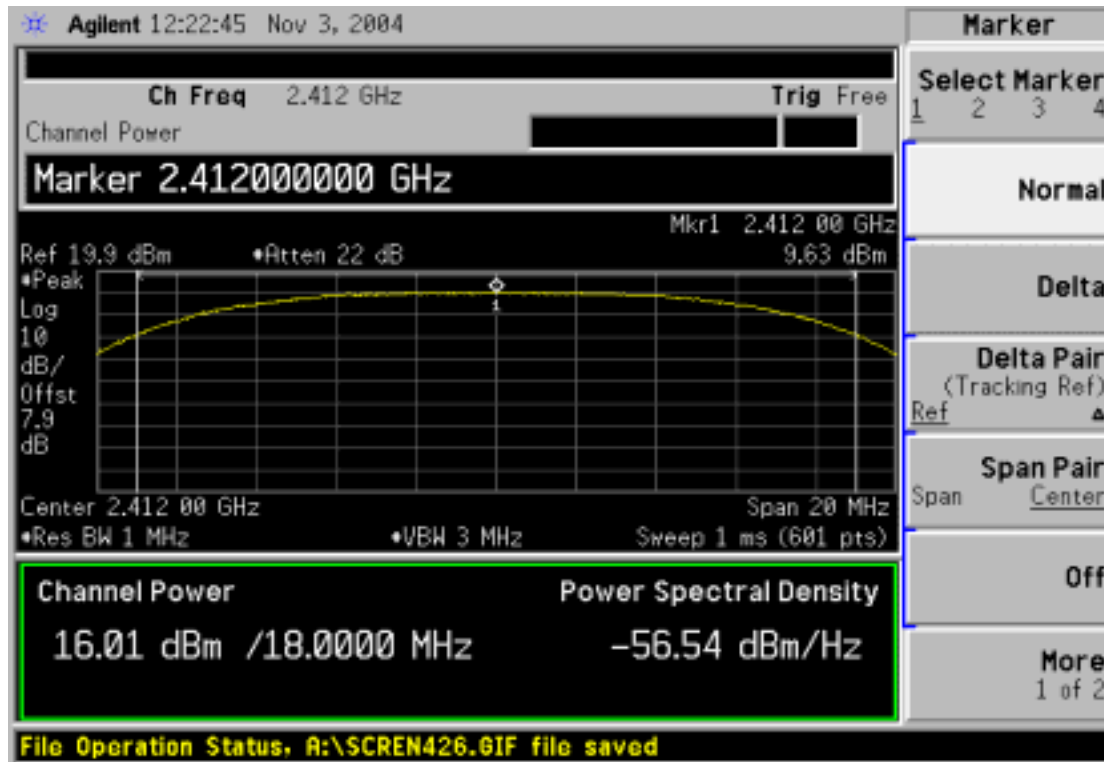 Agilent 12:22:45 Nov 3, 2004
Marker
Ch Freq 2.412 GHz Trig Free
Channel Power
Marker 2.412000000 GHz
Mkr1 2.412 00 GHz
Ref 19.9 dBm •Atten 22 dB 9.63 dBm
•Peak
Log
10
dB/
Offst
7.9
dB
1
Center 2.412 00 GHz Span 20 MHz
•Res BW 1 MHz •VBW 3 MHz Sweep 1 ms (601 pts)
Channel Power Power Spectral Density
16.01 dBm /18.0000 MHz -56.54 dBm/Hz
File Operation Status, A:\SCREN426.GIF file saved
Select Marker
1 2 3 4
Normal
Delta
Delta Pair
(Tracking Ref)
Ref Δ
Span Pair
Span Center
Off
More
1 of 2